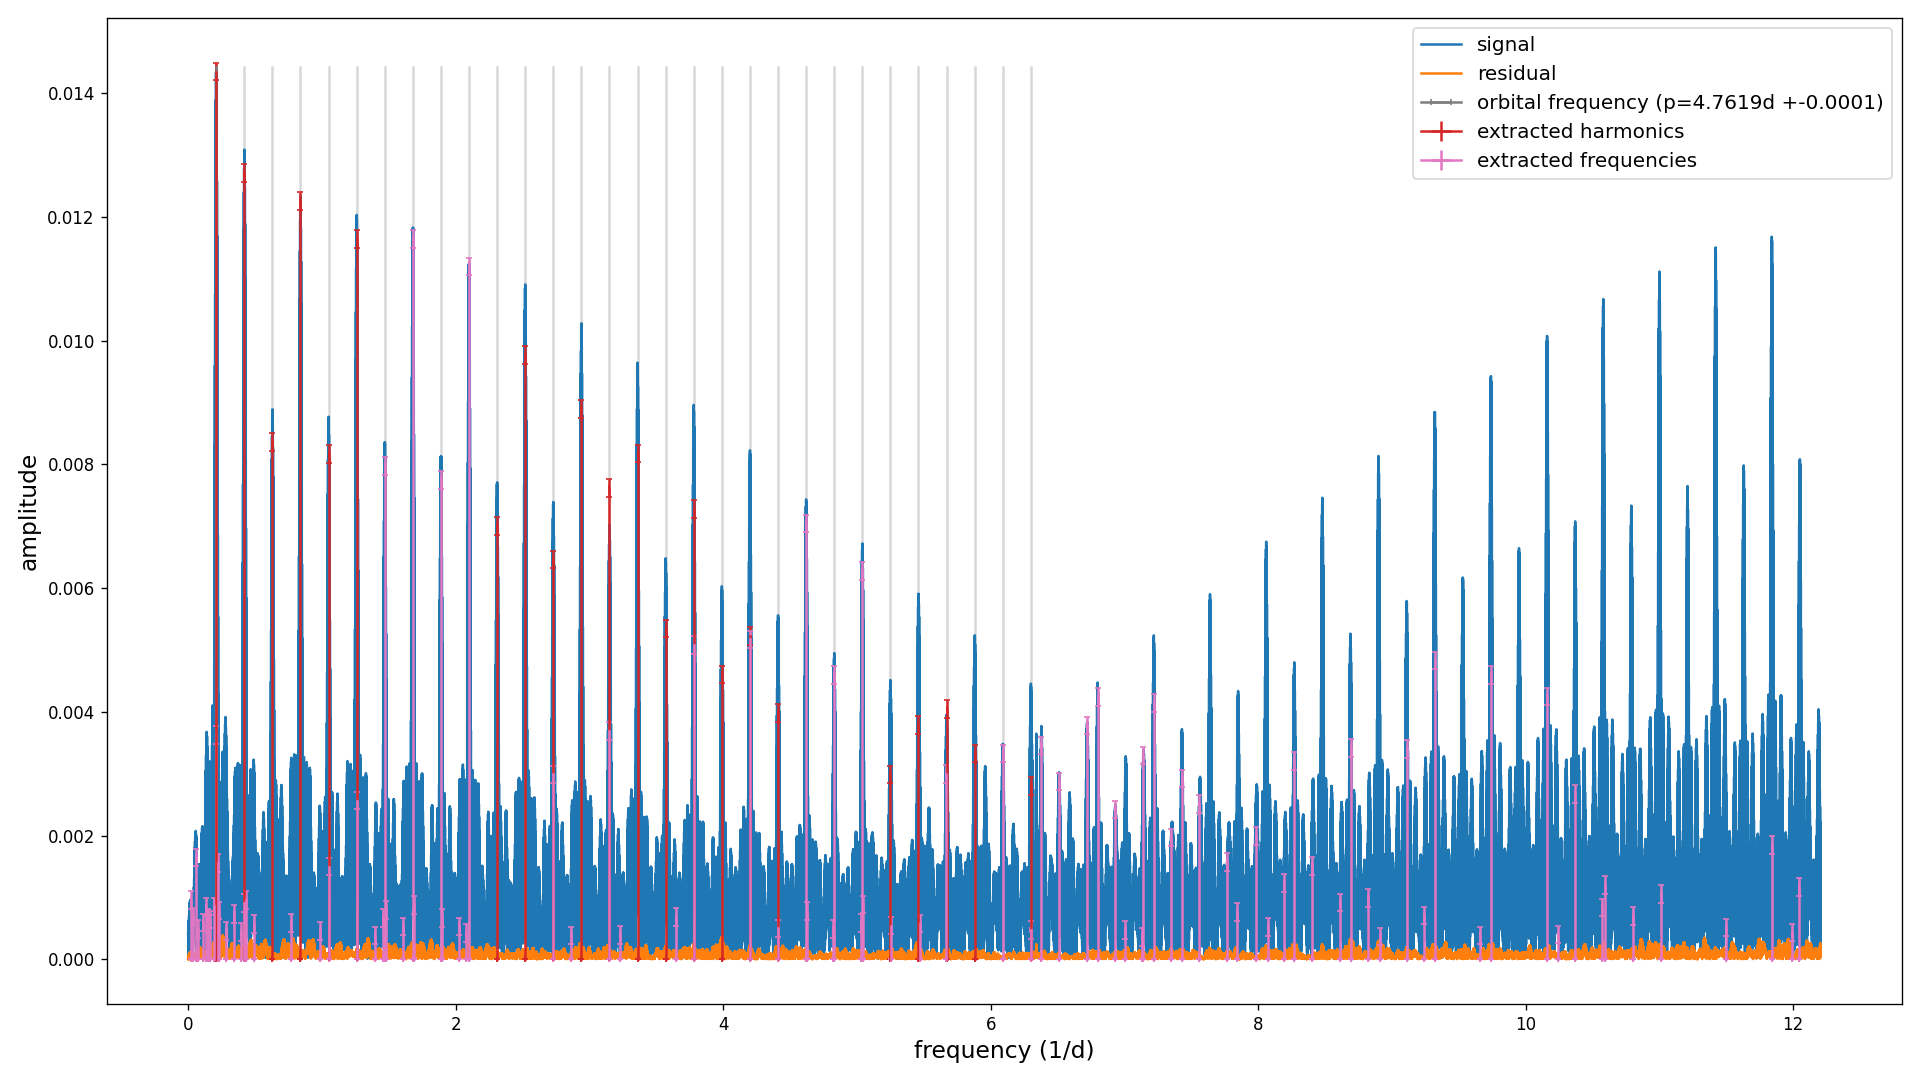 signal
residual
orbital frequency (p=4.7619d +-0.0001)
extracted harmonics
extracted frequencies
0.014
0.012
0.010
0.008
0.006
0.004
0.002
0.000
amplitude
0 2 4 6 8 10 12
frequency (1/d)